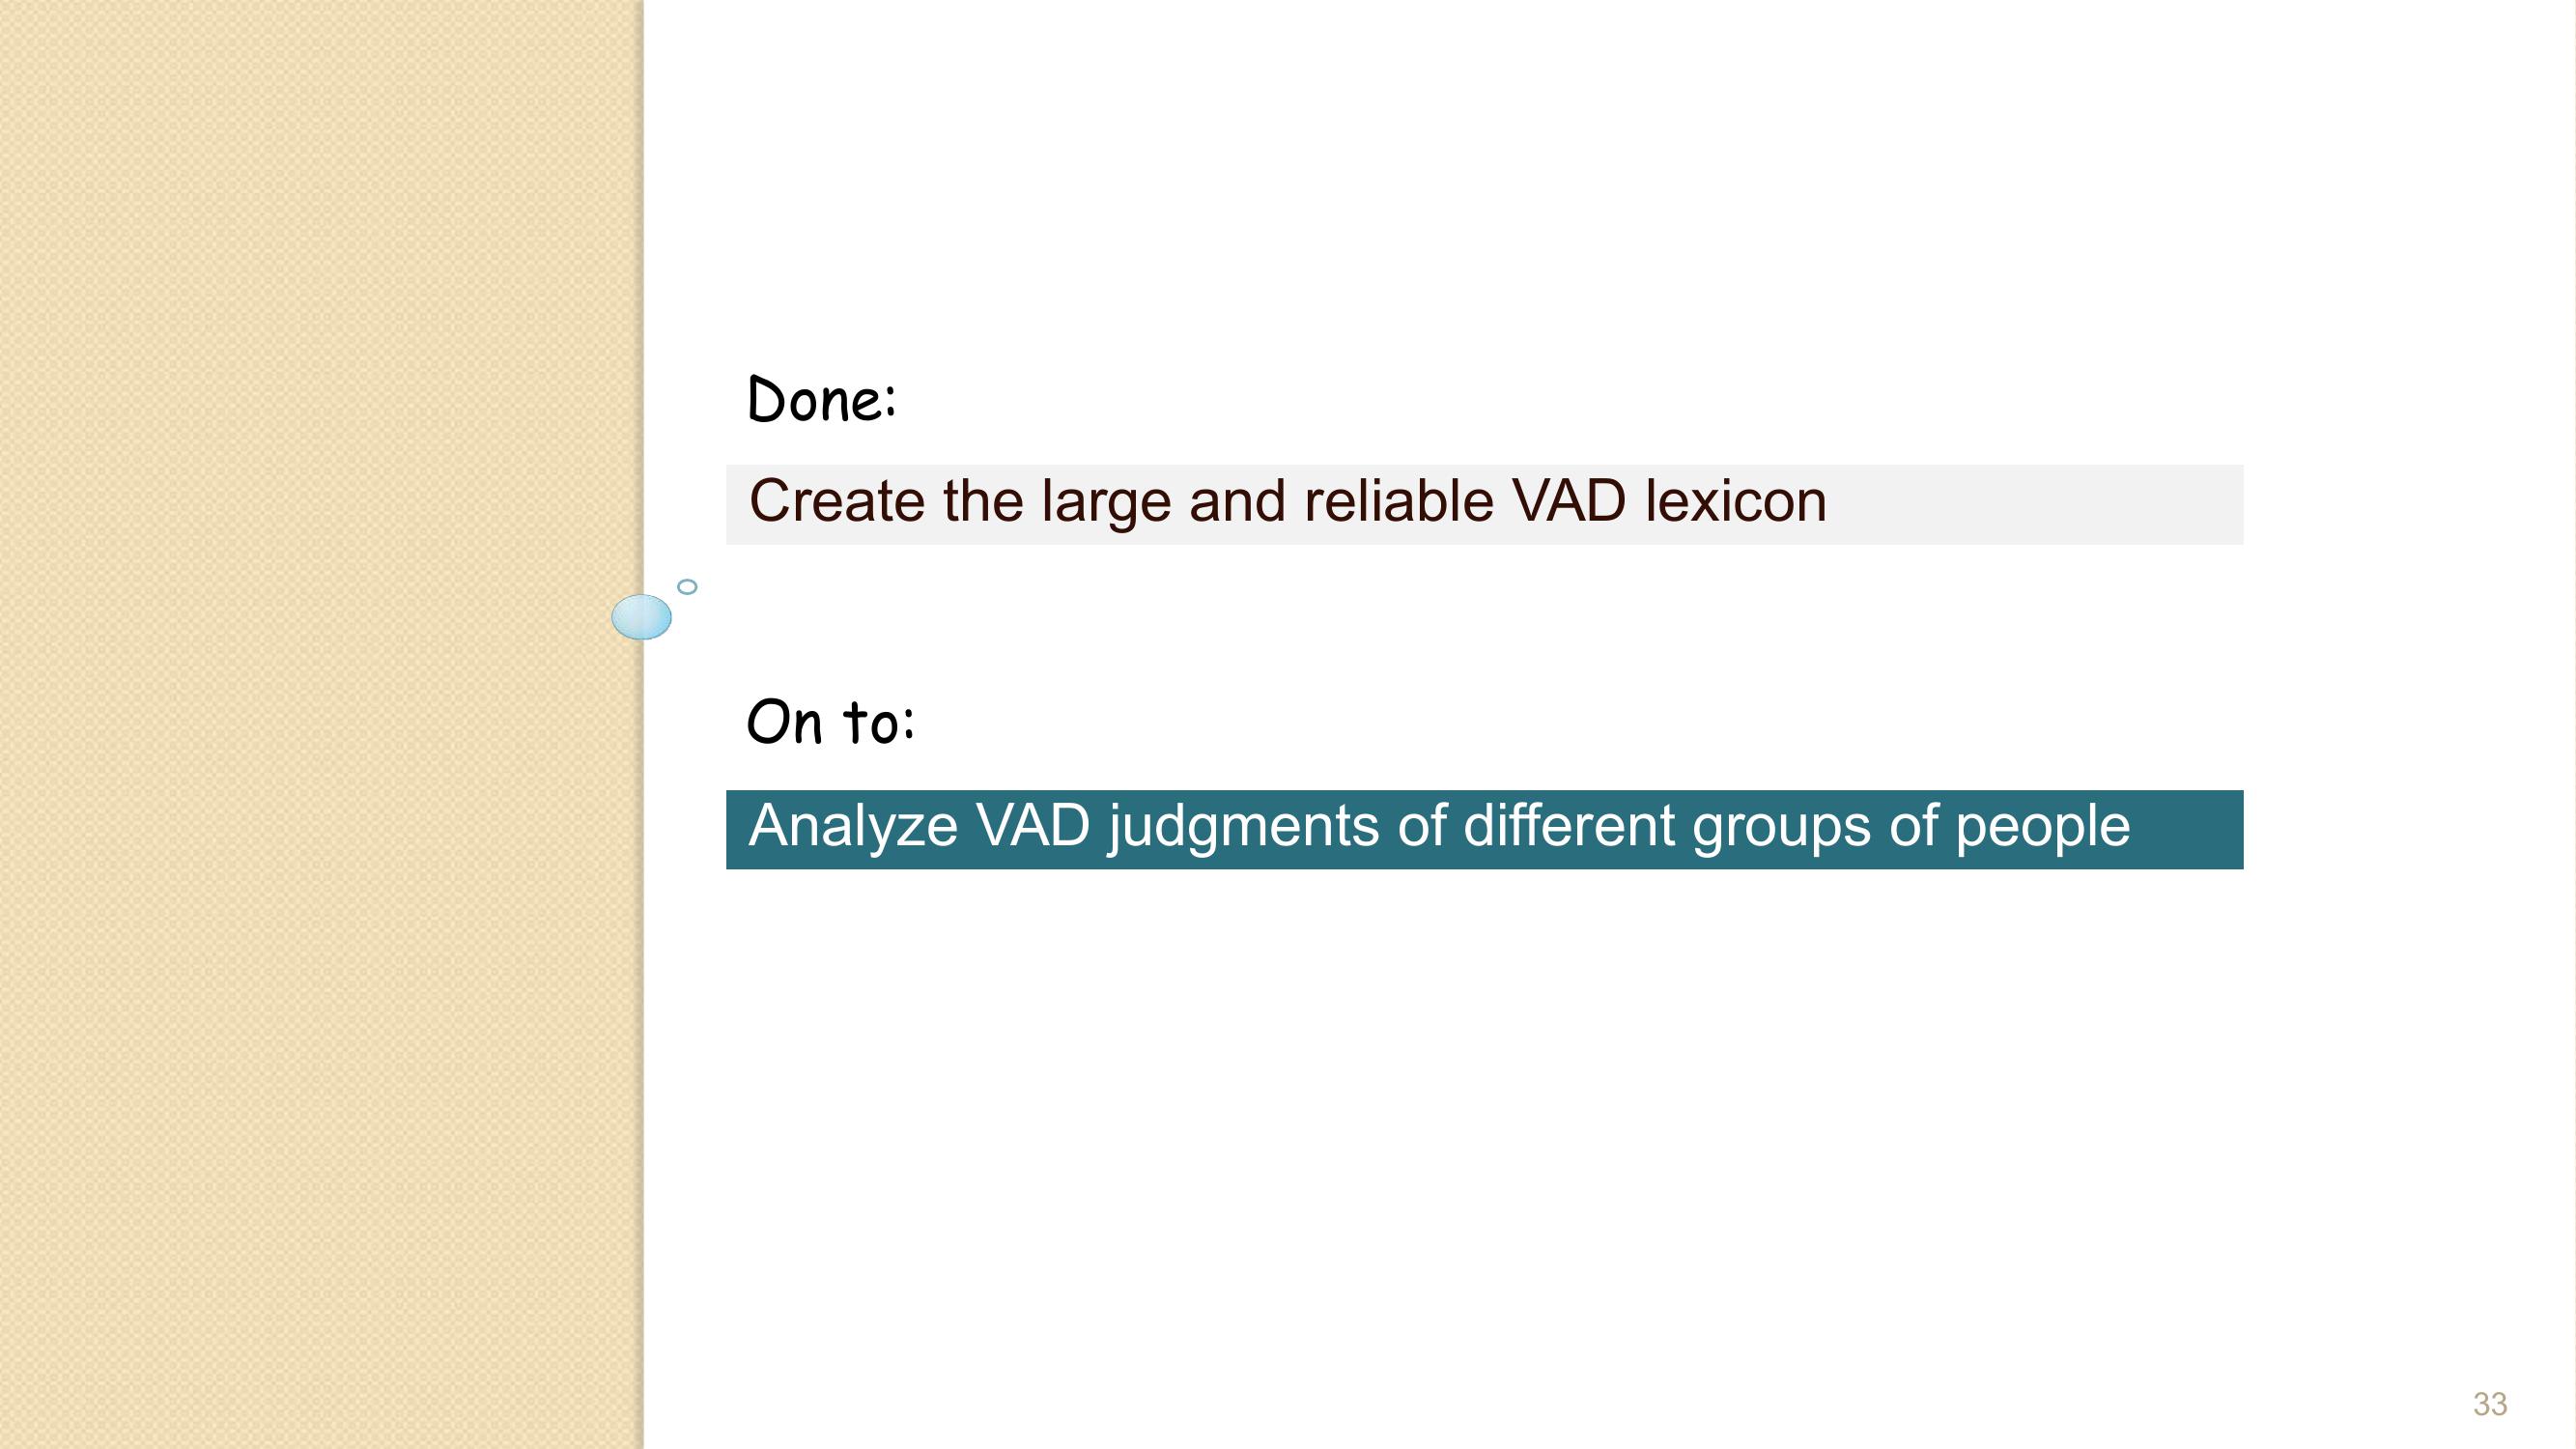 Done:
Create the large and reliable VAD lexicon
On to:
Analyze VAD judgments of different groups of people
33